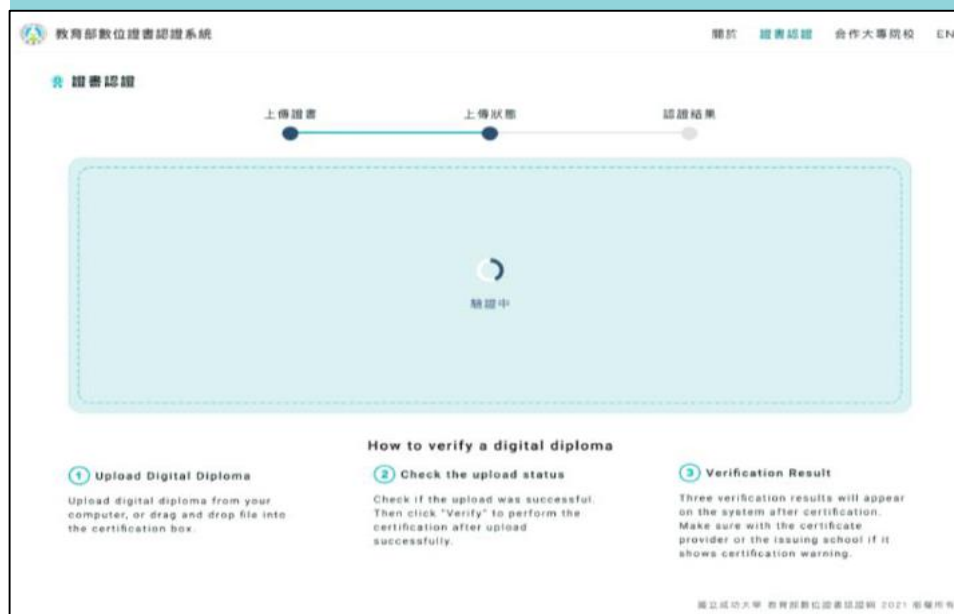 教育部數位證書認證系統
關於 證書認證 合作大專院校 EN
證書認證
上傳證書 上傳狀態 認證結果
驗證中
How to verify a digital diploma
1 Upload Digital Diploma
Upload digital diploma from your
computer, or drag and drop file into
the certification box.
2 Check the upload status
Check if the upload was successful.
Then click "Verify" to perform the
certification after upload
successfully.
3 Verification Result
Three verification results will appear
on the system after certification.
Make sure with the certificate
provider or the issuing school if it
shows certification warning.
國立成功大學 教育部數位證書認證網 2021 版權所有